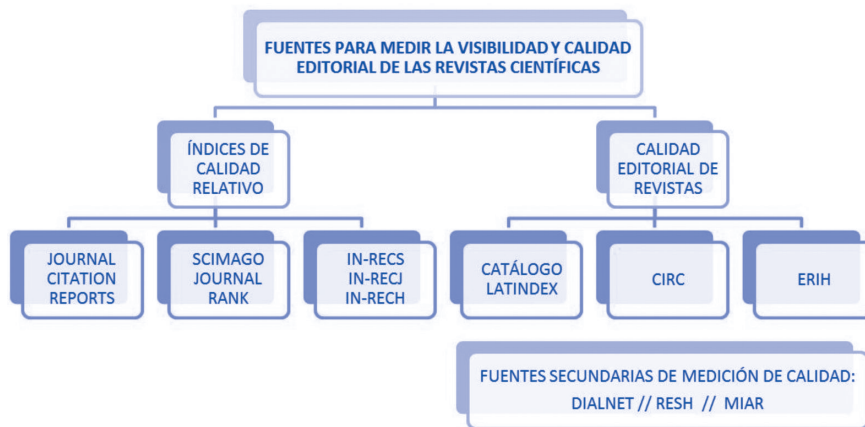 FUENTES PARA MEDIR LA VISIBILIDAD Y CALIDAD
EDITORIAL DE LAS REVISTAS CIENTÍFICAS
ÍNDICES DE
CALIDAD
RELATIVO
CALIDAD
EDITORIAL DE
REVISTAS
JOURNAL
CITATION
REPORTS
SCIMAGO
JOURNAL
RANK
IN-RECS
IN-RECJ
IN-RECH
CATÁLOGO
LATINDEX
CIRC
ERIH
FUENTES SECUNDARIAS DE MEDICIÓN DE CALIDAD:
DIALNET // RESH // MIAR